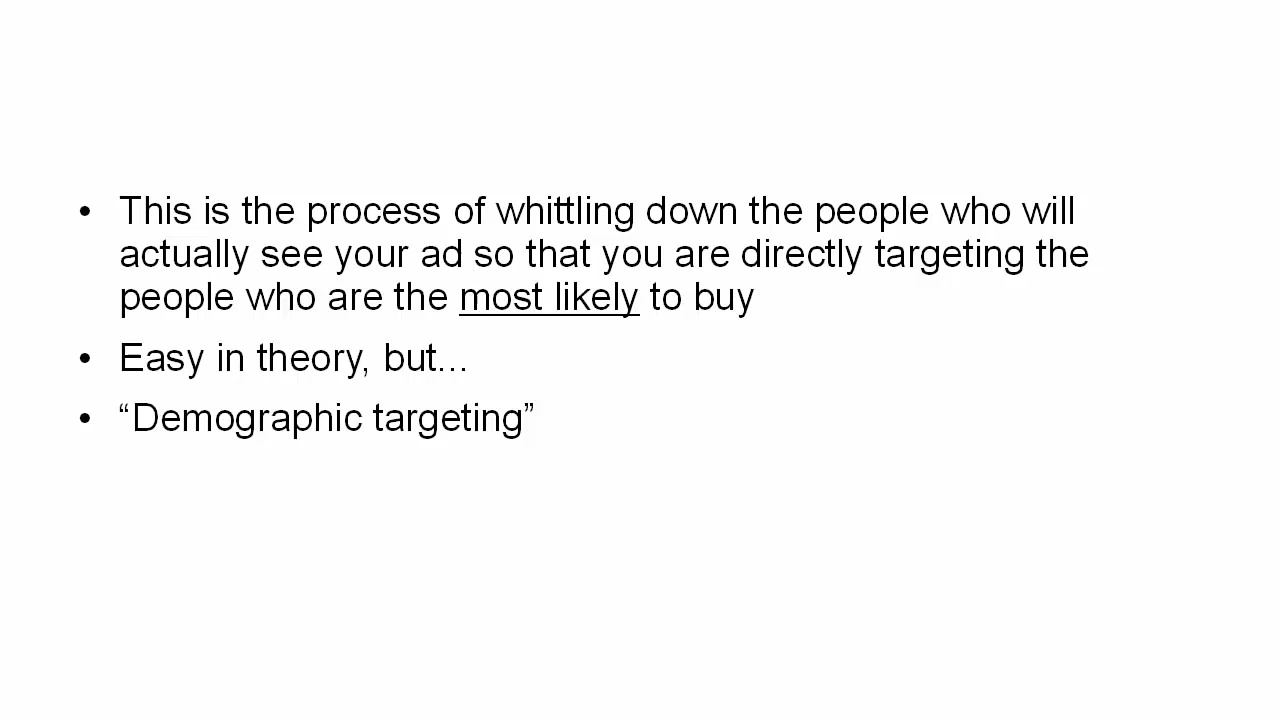 • This is the process of whittling down the people who will
actually see your ad so that you are directly targeting the
people who are the most likely to buy
• Easy in theory, but...
• “Demographic targeting”